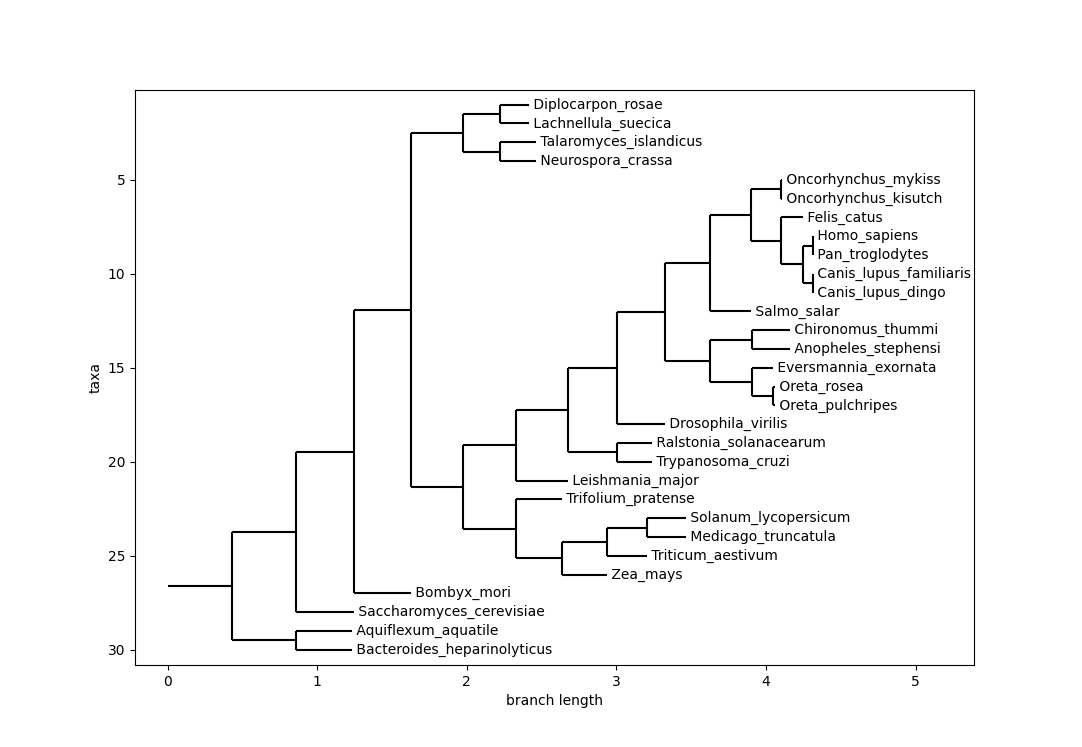 Diplocarpon_rosae
Lachnellula_suecica
Talaromyces_islandicus
Neurospora_crassa
5
Oncorhynchus_mykiss
Oncorhynchus_kisutch
Felis_catus
Homo_sapiens
Pan_troglodytes
10
Canis_lupus_familiaris
Canis_lupus_dingo
Salmo_salar
Chironomus_thummi
Anopheles_stephensi
15
Eversmannia_exornata
taxa
Oreta_rosea
Oreta_pulchripes
Drosophila_virilis
Ralstonia_solanacearum
20
Trypanosoma_cruzi
Leishmania_major
Trifolium_pratense
Solanum_lycopersicum
Medicago_truncatula
25
Triticum_aestivum
Zea_mays
Bombyx_mori
Saccharomyces_cerevisiae
Aquiflexum_aquatile
30
Bacteroides_heparinolyticus
0 1 2 3 4 5
branch length